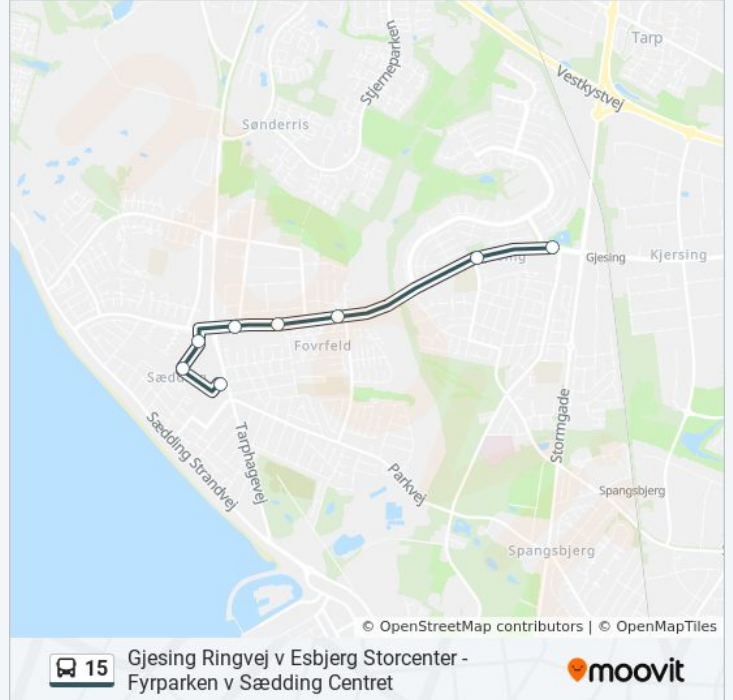 Tarp
Vestkystvej
Stjerneparken
Sønderris
Gjesing
Kjersing
Fovrfeld
Sædding Strandvej
Tarphagevej
Stormgade
Parkvej
Spangsbjerg
Spangsbjerg
© OpenStreetMap contributors | © OpenMapTiles
15
Gjesing Ringvej v Esbjerg Storcenter -
Fyrparken v Sædding Centret
moovit